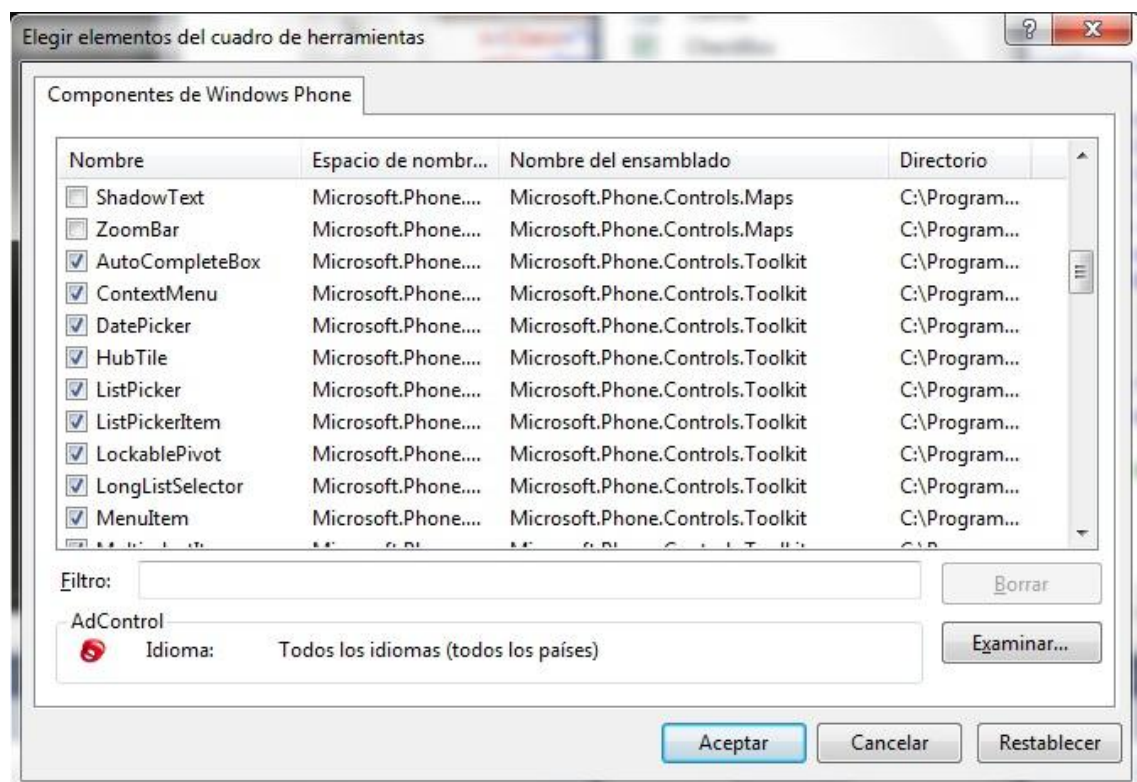 Elegir elementos del cuadro de herramientas
Componentes de Windows Phone
Nombre Espacio de nombr... Nombre del ensamblado Directorio
ShadowText Microsoft.Phone.... Microsoft.Phone.Controls.Maps C:\Program...
ZoomBar Microsoft.Phone.... Microsoft.Phone.Controls.Maps C:\Program...
AutoCompleteBox Microsoft.Phone.... Microsoft.Phone.Controls.Toolkit C:\Program...
ContextMenu Microsoft.Phone.... Microsoft.Phone.Controls.Toolkit C:\Program...
DatePicker Microsoft.Phone.... Microsoft.Phone.Controls.Toolkit C:\Program...
HubTile Microsoft.Phone.... Microsoft.Phone.Controls.Toolkit C:\Program...
ListPicker Microsoft.Phone.... Microsoft.Phone.Controls.Toolkit C:\Program...
ListPickerItem Microsoft.Phone.... Microsoft.Phone.Controls.Toolkit C:\Program...
LockablePivot Microsoft.Phone.... Microsoft.Phone.Controls.Toolkit C:\Program...
LongListSelector Microsoft.Phone.... Microsoft.Phone.Controls.Toolkit C:\Program...
MenuItem Microsoft.Phone.... Microsoft.Phone.Controls.Toolkit C:\Program...
Filtro: Borrar
AdControl
Idioma: Todos los idiomas (todos los países) Examinar...
Aceptar Cancelar Restablecer